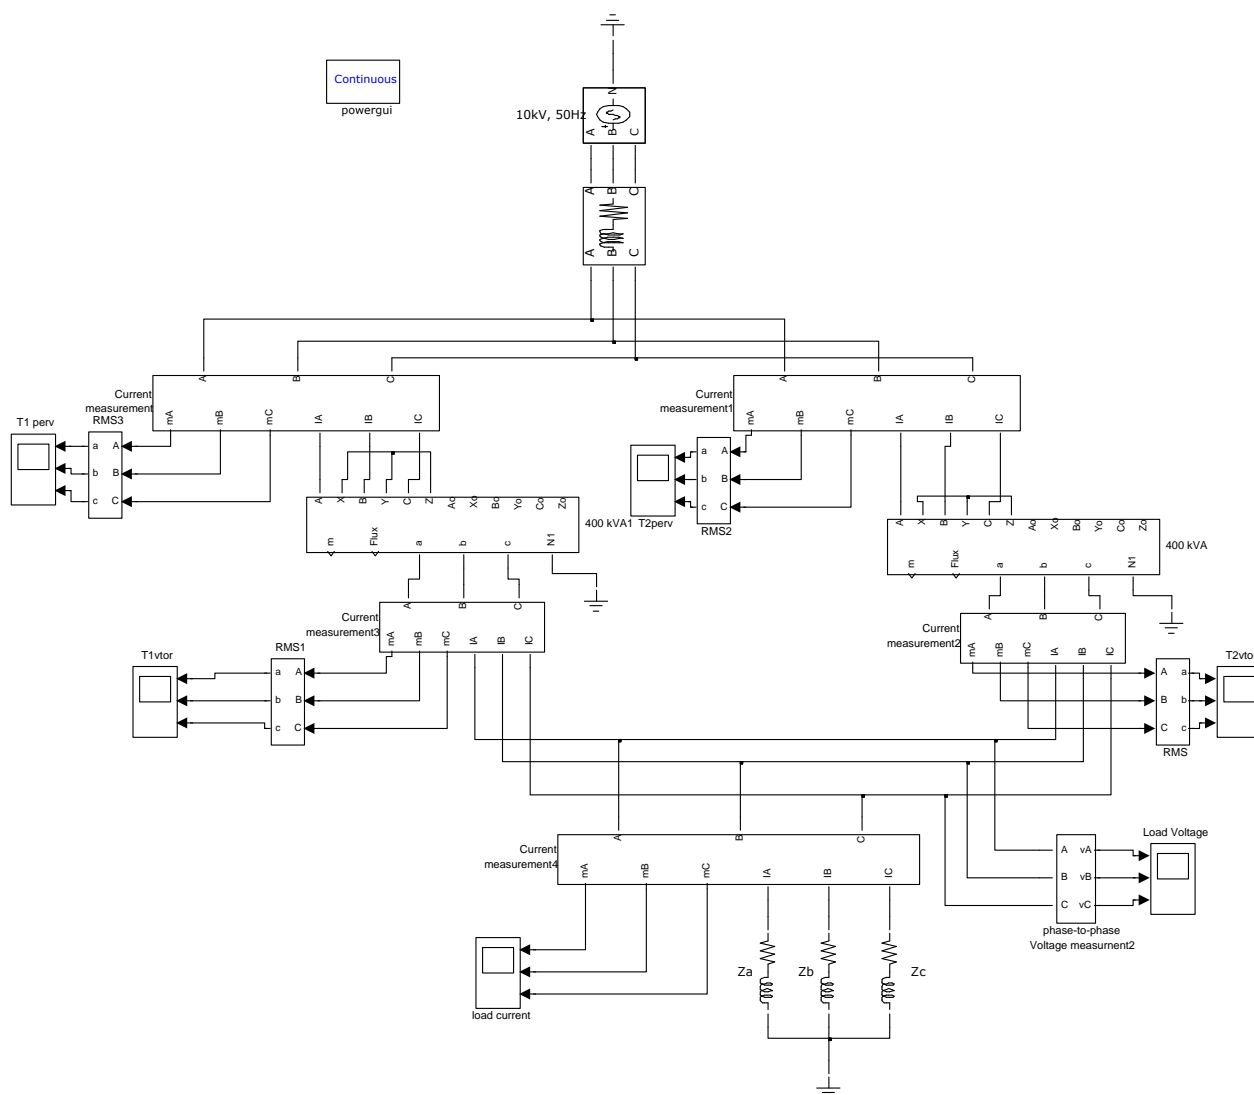 Continuous
powergui
N
10kV, 50Hz
A B C
A B C
A B C
A B C
Current
measurement
mA mB mC IA IB IC
A B C
Current
measurement1
mA mB mC IA IB IC
T1 perv
RMS3
a A
b B
c C
T2perv
a A
b B
c C
RMS2
A X B Y C Z Ao Xo Bo Yo Co Zo
400 kVA1
m Flux a b c N1
A X B Y C Z Ao Xo Bo Yo Co Zo
400 kVA
m Flux a b c N1
A B C
Current
measurement3
mA mB mC IA IB IC
A B C
Current
measurement2
mA mB mC IA IB IC
T1vtor
RMS1
a A
b B
c C
T2vtor
A a
B b
C c
RMS
A B C
Current
measurement4
mA mB mC IA IB IC
Load Voltage
A vA
B vB
C vC
phase-to-phase
Voltage measurnent2
Za Zb Zc
load current